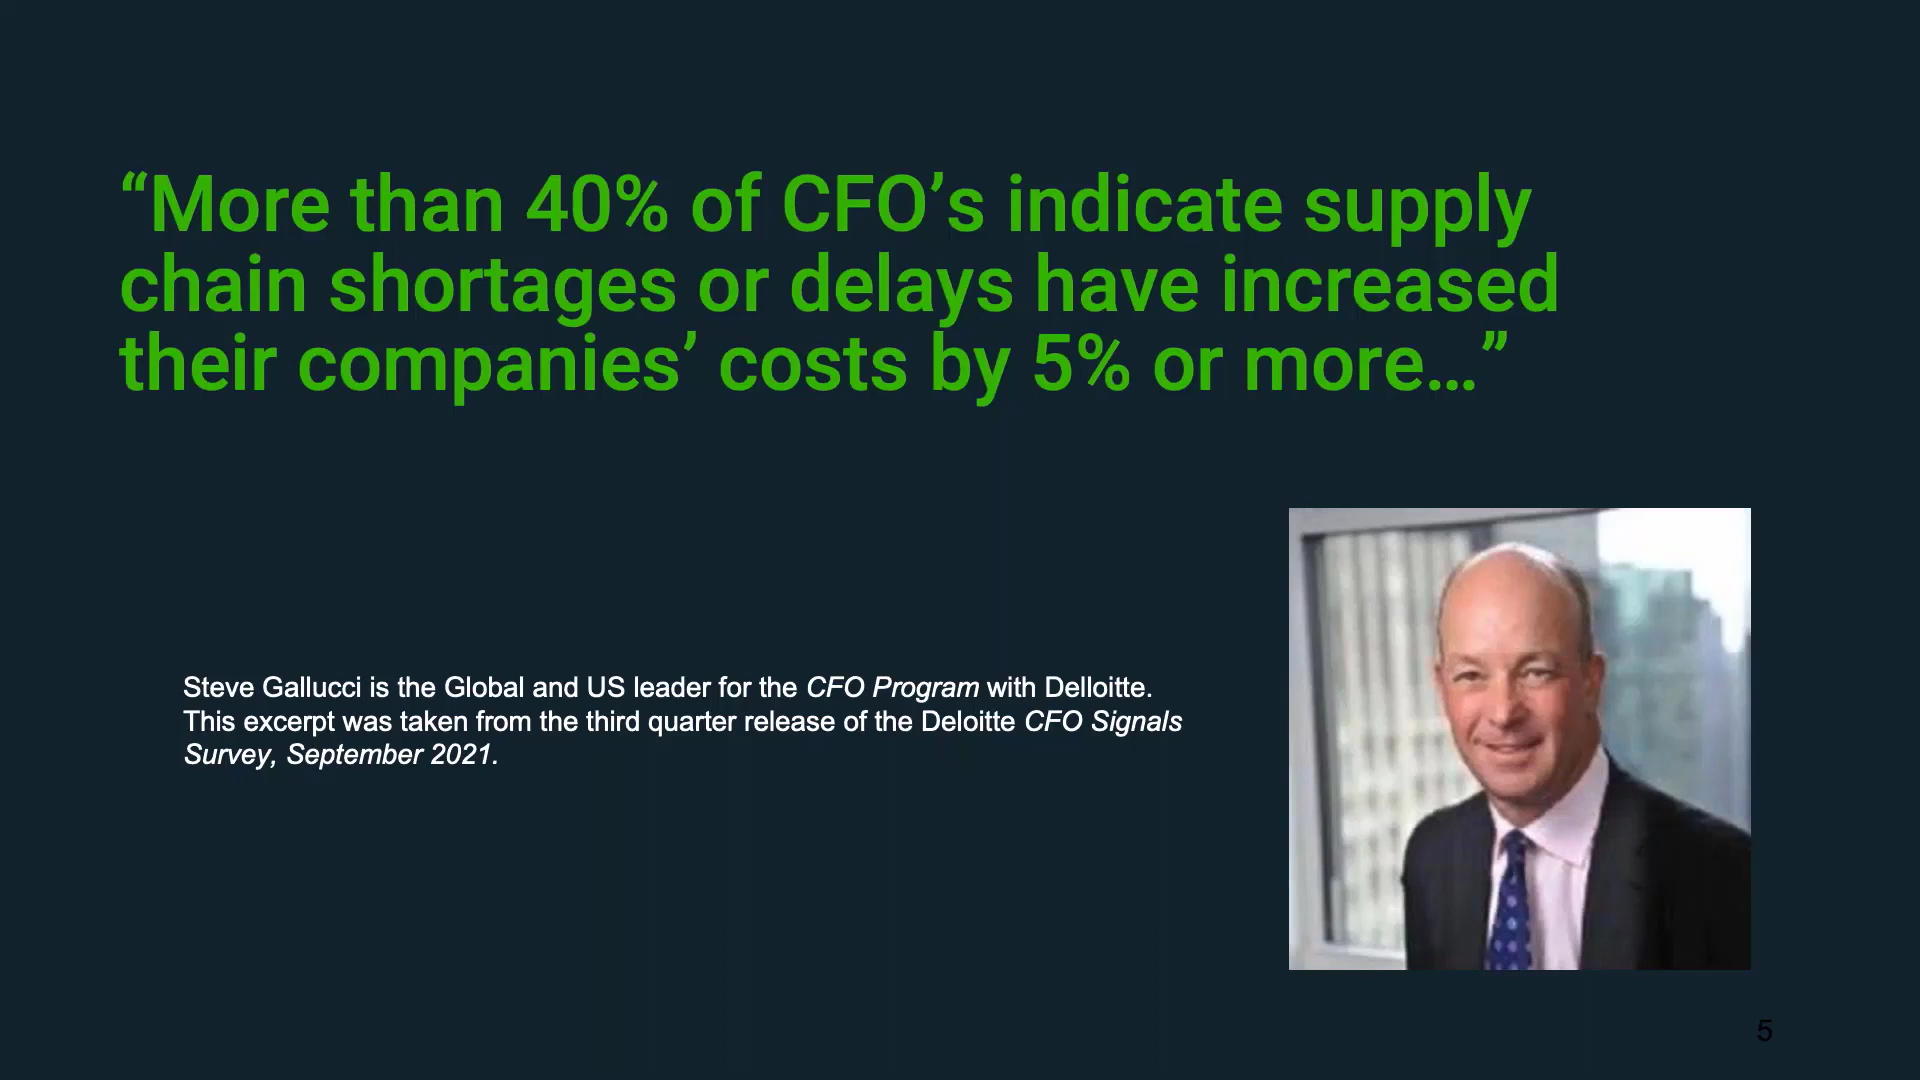 “More than 40% of CFO’s indicate supply
chain shortages or delays have increased
their companies’ costs by 5% or more…”
Steve Gallucci is the Global and US leader for the CFO Program with Delloitte.
This excerpt was taken from the third quarter release of the Deloitte CFO Signals
Survey, September 2021.
5